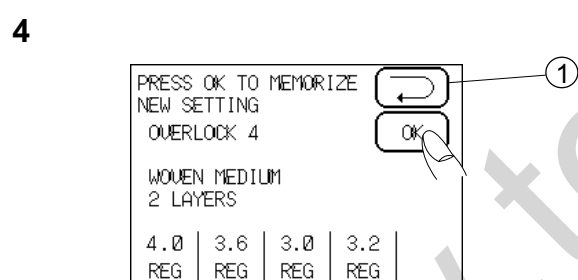 4
PRESS OK TO MEMORIZE
NEW SETTING
OVERLOCK 4
OK
1
WOVEN MEDIUM
2 LAYERS
4.0 3.6 3.0 3.2
REG REG REG REG